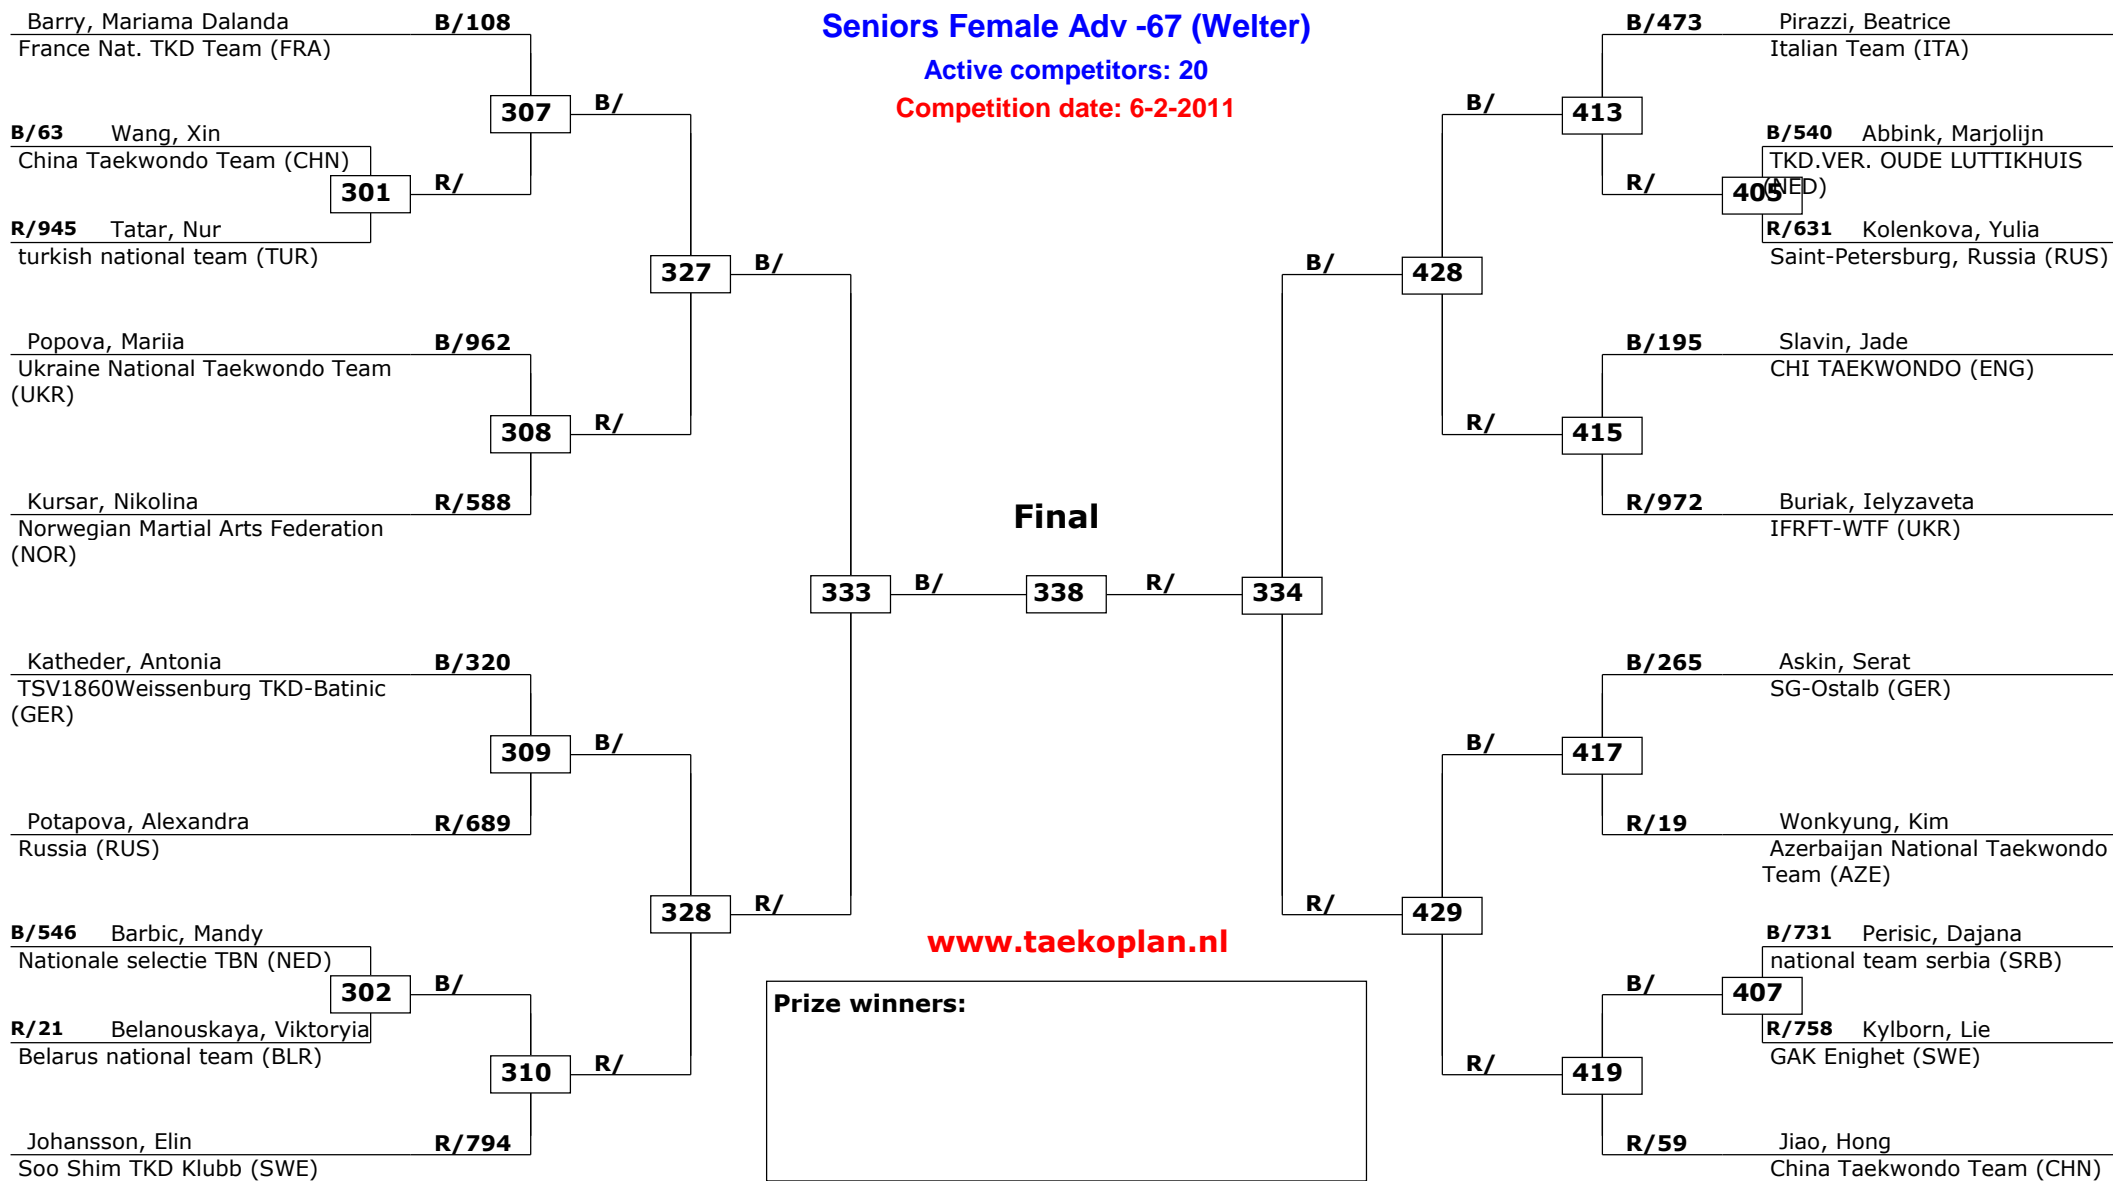 Seniors Female Adv -67 (Welter)
Active competitors: 20
Competition date: 6-2-2011
Barry, Mariama Dalanda B/108
France Nat. TKD Team (FRA)
307 B/
B/63 Wang, Xin
China Taekwondo Team (CHN)
301 R/
R/945 Tatar, Nur
turkish national team (TUR)
327 B/
Popova, Mariia B/962
Ukraine National Taekwondo Team
(UKR)
308 R/
Kursar, Nikolina R/588
Norwegian Martial Arts Federation
(NOR)
333 B/
Katheder, Antonia B/320
TSV1860Weissenburg TKD-Batinic
(GER)
309 B/
Potapova, Alexandra R/689
Russia (RUS)
328 R/
B/546 Barbic, Mandy
Nationale selectie TBN (NED)
302 B/
R/21 Belanouskaya, Viktoryia
Belarus national team (BLR)
310 R/
Johansson, Elin R/794
Soo Shim TKD Klubb (SWE)
Final
338
www.taekoplan.nl
Prize winners:
B/473 Pirazzi, Beatrice
Italian Team (ITA)
B/ 413
B/540 Abbink, Marjolijn
TKD.VER. OUDE LUTTIKHUIS
(NED)
R/ 405
R/631 Kolenkova, Yulia
Saint-Petersburg, Russia (RUS)
B/ 428
B/195 Slavin, Jade
CHI TAEKWONDO (ENG)
R/ 415
R/972 Buriak, Ielyzaveta
IFRFT-WTF (UKR)
R/ 334
B/265 Askin, Serat
SG-Ostalb (GER)
B/ 417
R/19 Wonkyung, Kim
Azerbaijan National Taekwondo
Team (AZE)
R/ 429
B/731 Perisic, Dajana
national team serbia (SRB)
B/ 407
R/758 Kylborn, Lie
GAK Enighet (SWE)
R/ 419
R/59 Jiao, Hong
China Taekwondo Team (CHN)